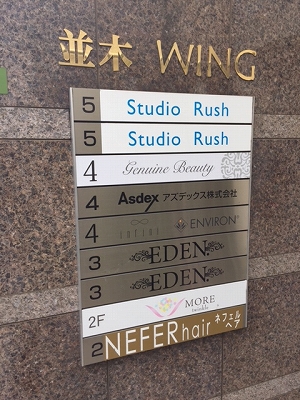 並木 WING
5 Studio Rush
5 Studio Rush
4 Genuine Beauty
4 Asdex アズデックス株式会社
4 ENVIRON
3 EDEN
3 EDEN
2F MORE
2 NEFER hair ネフェル
ヘア